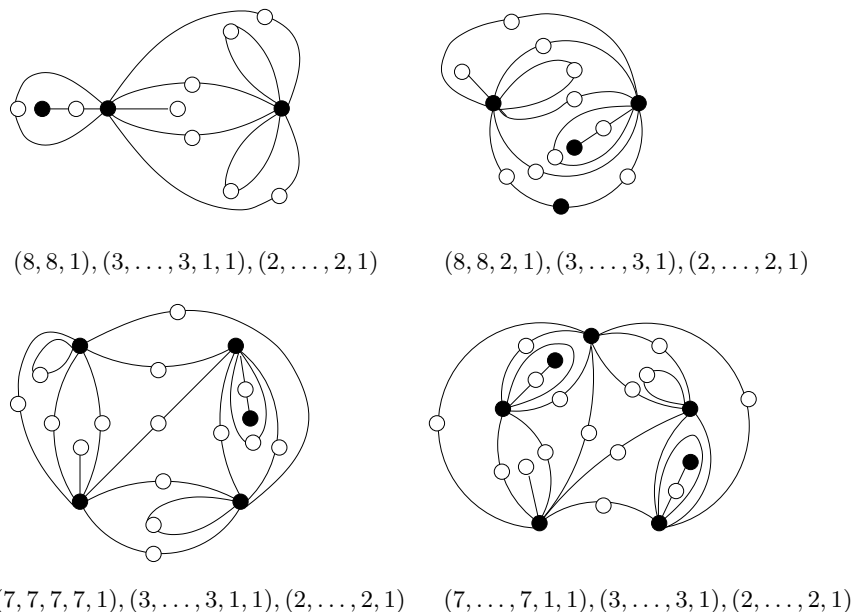 (8, 8, 1), (3, . . . , 3, 1, 1), (2, . . . , 2, 1)
(8, 8, 2, 1), (3, . . . , 3, 1), (2, . . . , 2, 1)
(7, 7, 7, 7, 1), (3, . . . , 3, 1, 1), (2, . . . , 2, 1)
(7, . . . , 7, 1, 1), (3, . . . , 3, 1), (2, . . . , 2, 1)